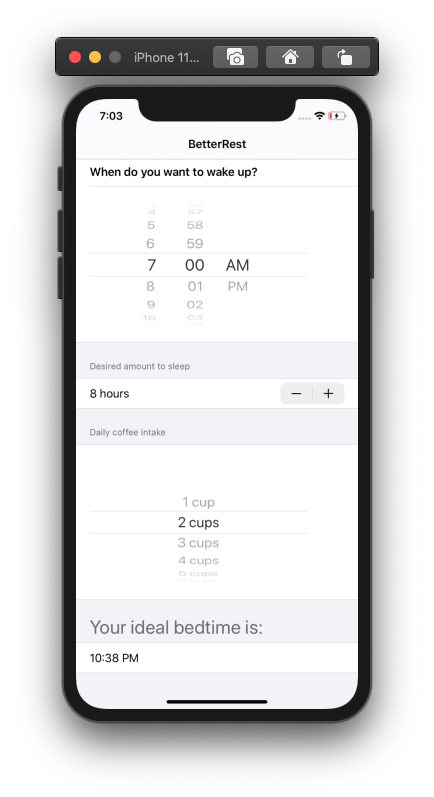 iPhone 11...
7:03
BetterRest
When do you want to wake up?
4 57
5 58
6 59
7 00 AM
8 01 PM
9 02
10 03
Desired amount to sleep
8 hours
− +
Daily coffee intake
1 cup
2 cups
3 cups
4 cups
5 cups
Your ideal bedtime is:
10:38 PM